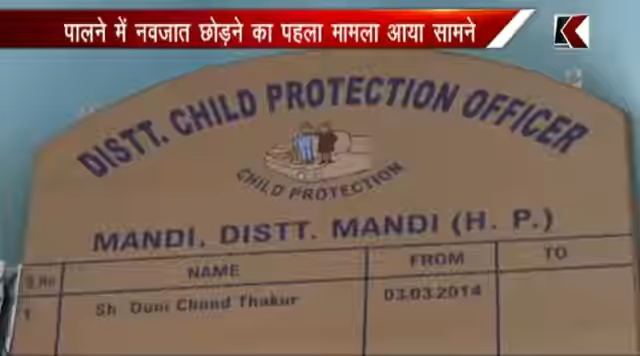 पालने में नवजात छोड़ने का पहला मामला आया सामने
K
DISTT. CHILD PROTECTION OFFICER
CHILD PROTECTION
MANDI, DISTT. MANDI (H. P.)
S.No NAME FROM TO
1 Sh Duni Chand Thakur 03.03.2014